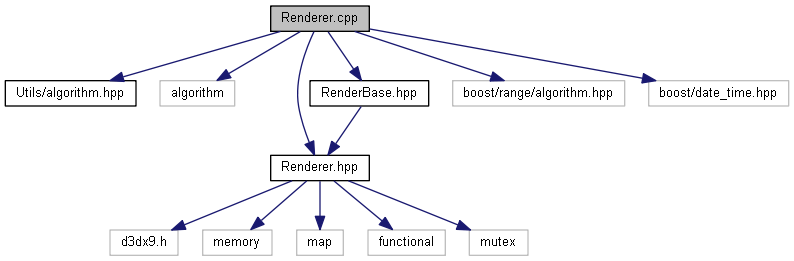 Renderer.cpp
Utils/algorithm.hpp
algorithm
RenderBase.hpp
boost/range/algorithm.hpp
boost/date_time.hpp
Renderer.hpp
d3dx9.h
memory
map
functional
mutex